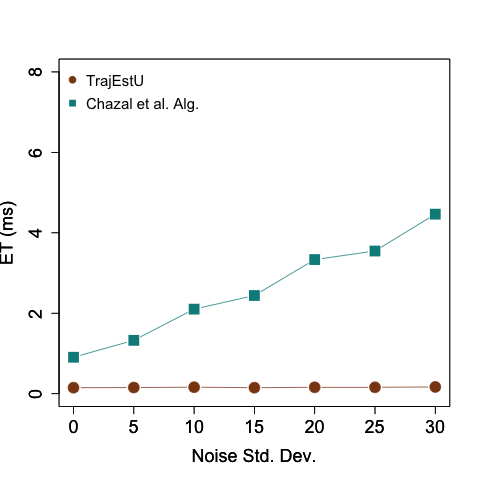 TrajEstU
Chazal et al. Alg.
8
6
4
2
0
ET (ms)
0 5 10 15 20 25 30
Noise Std. Dev.